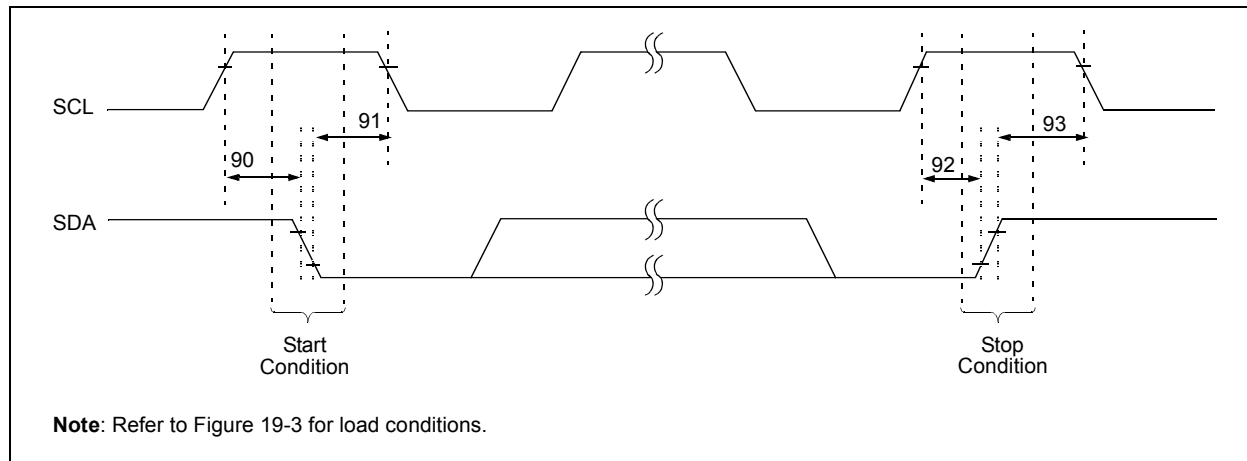 SCL
91
93
90
92
SDA
Start
Condition
Stop
Condition
Note: Refer to Figure 19-3 for load conditions.